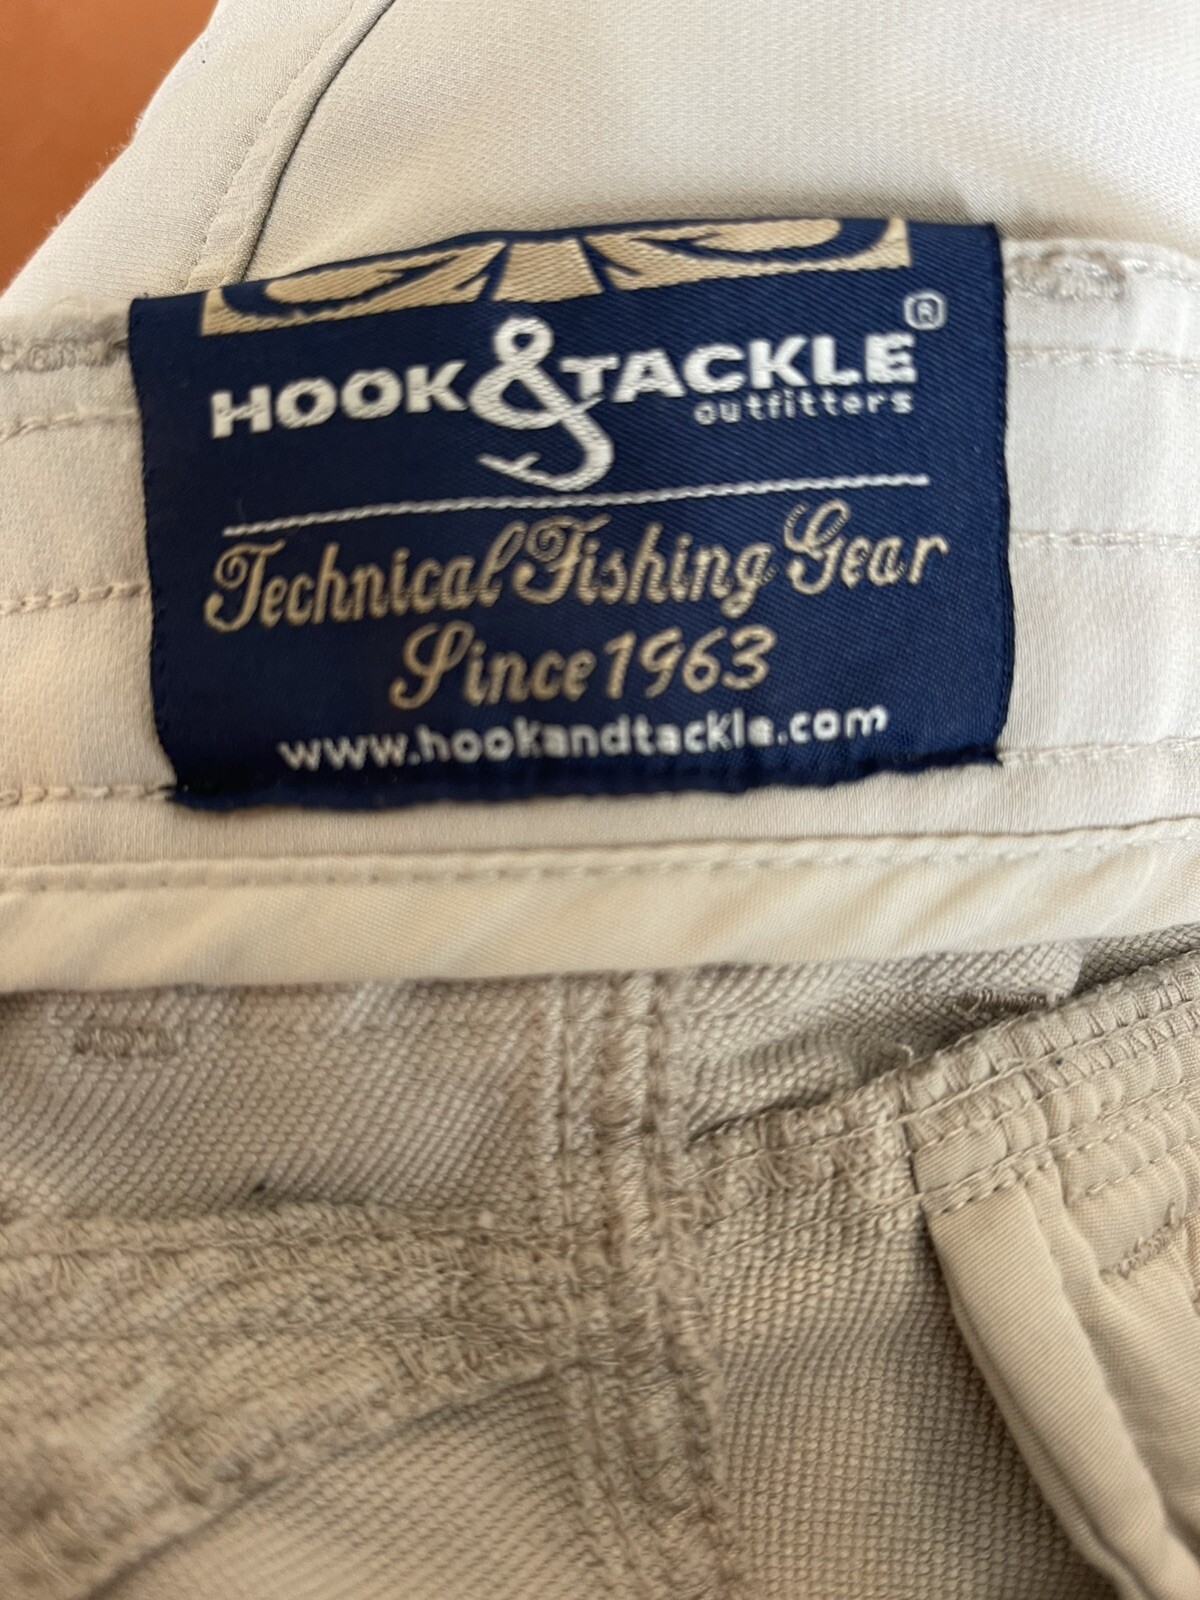 HOOK & TACKLE ®
outfitters
Technical Fishing Gear
Since 1963
www.hookandtackle.com